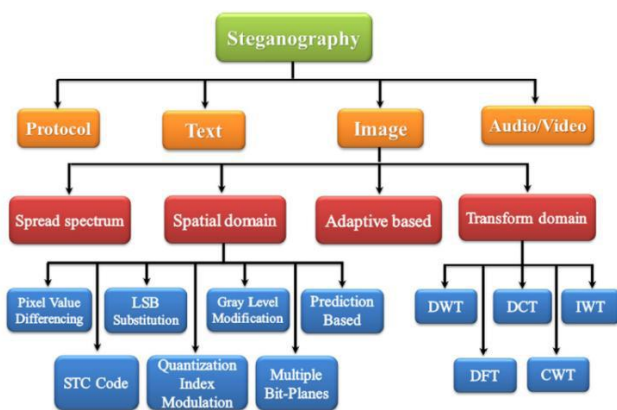 Steganography
Protocol
Text
Image
Audio/Video
Spread spectrum
Spatial domain
Adaptive based
Transform domain
Pixel Value
Differencing
LSB
Substitution
Gray Level
Modification
Prediction
Based
DWT
DCT
IWT
STC Code
Quantization
Index
Modulation
Multiple
Bit-Planes
DFT
CWT